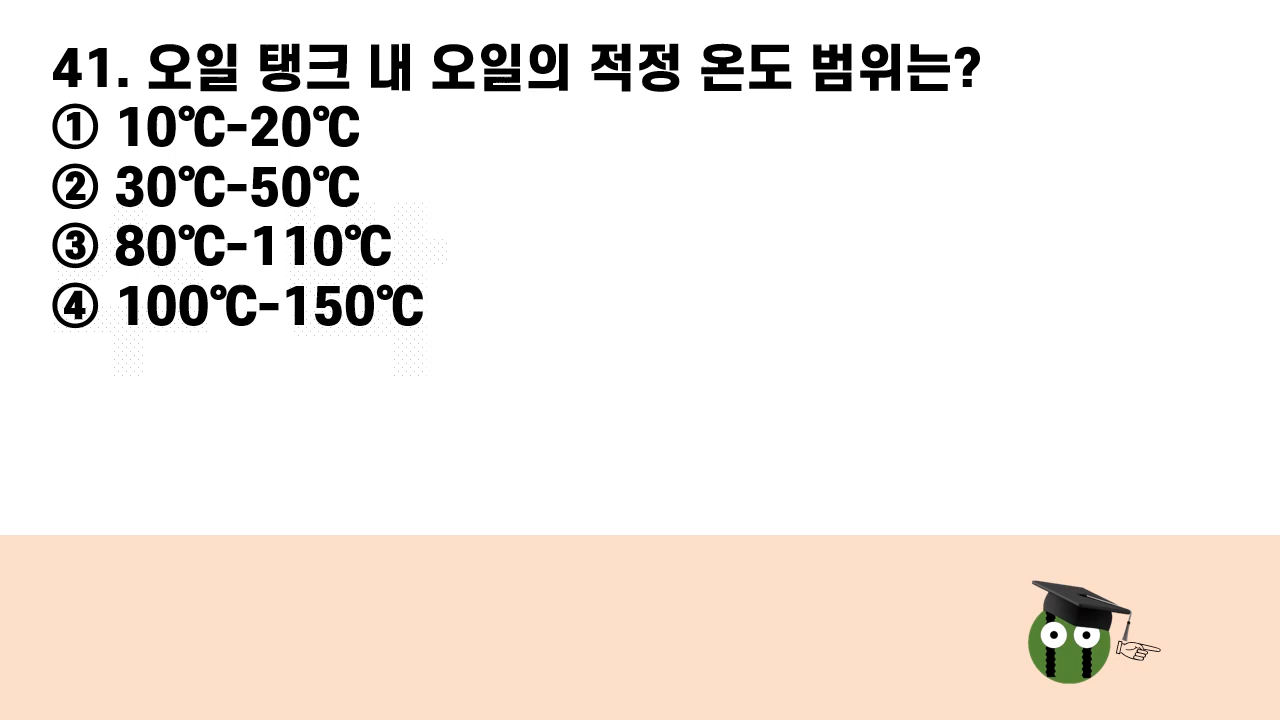 41. 오일 탱크 내 오일의 적정 온도 범위는?
① 10℃-20℃
② 30℃-50℃
③ 80℃-110℃
④ 100℃-150℃